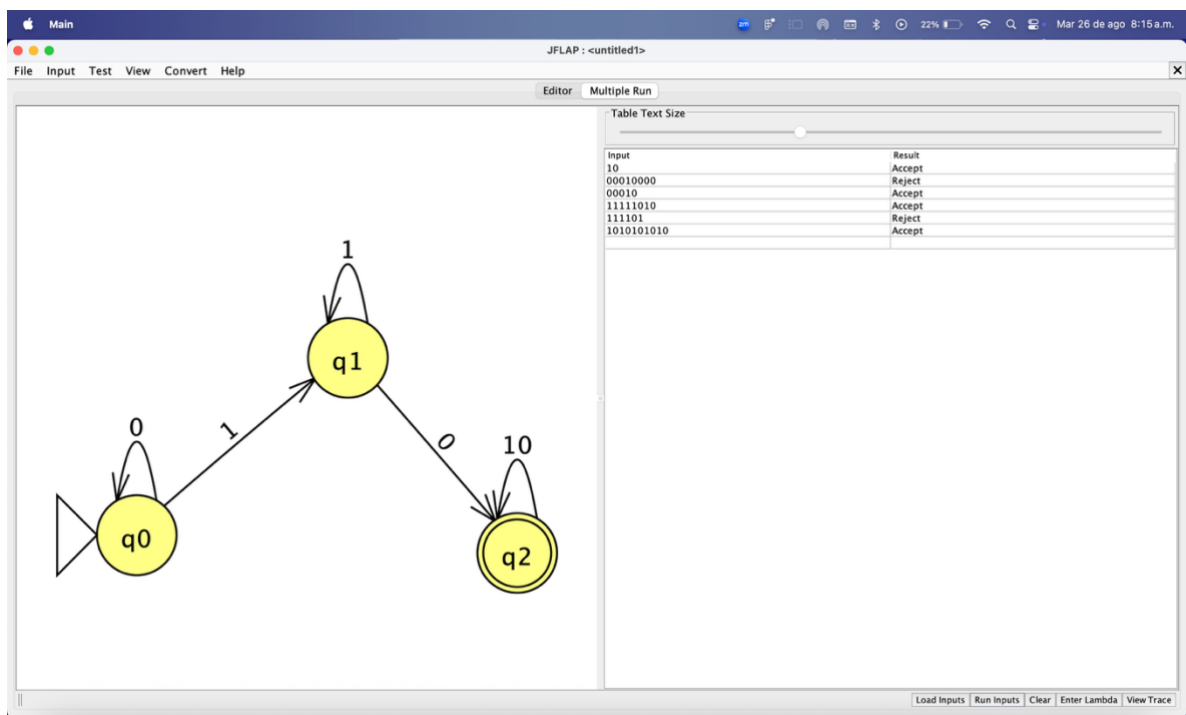 Main
zm
22%
Mar 26 de ago 8:15 a.m.
JFLAP : <untitled1>
File Input Test View Convert Help
Editor Multiple Run
Table Text Size
Input Result
10 Accept
00010000 Reject
00010 Accept
11111010 Accept
111101 Reject
1010101010 Accept
1
q1
0
1
0
10
q0
q2
Load Inputs Run Inputs Clear Enter Lambda View Trace